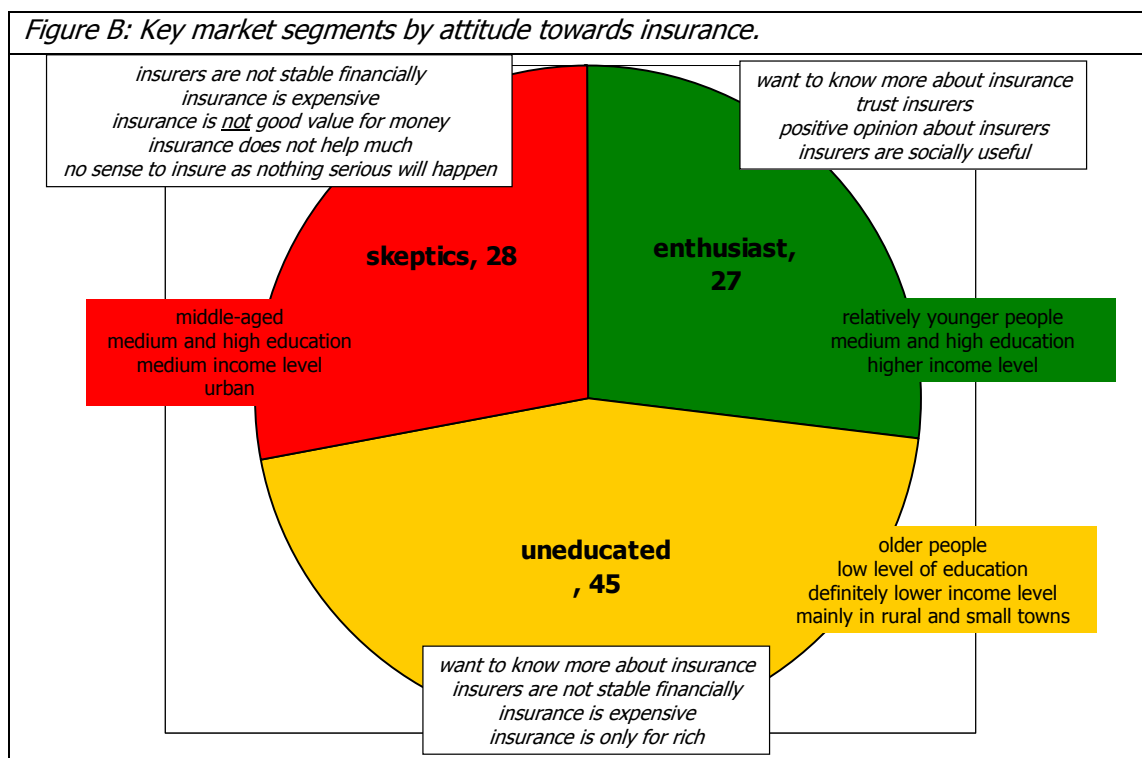 Figure B: Key market segments by attitude towards insurance.
insurers are not stable financially
insurance is expensive
insurance is not good value for money
insurance does not help much
no sense to insure as nothing serious will happen
want to know more about insurance
trust insurers
positive opinion about insurers
insurers are socially useful
skeptics, 28
enthusiast,
27
middle-aged
medium and high education
medium income level
urban
relatively younger people
medium and high education
higher income level
uneducated
, 45
older people
low level of education
definitely lower income level
mainly in rural and small towns
want to know more about insurance
insurers are not stable financially
insurance is expensive
insurance is only for rich